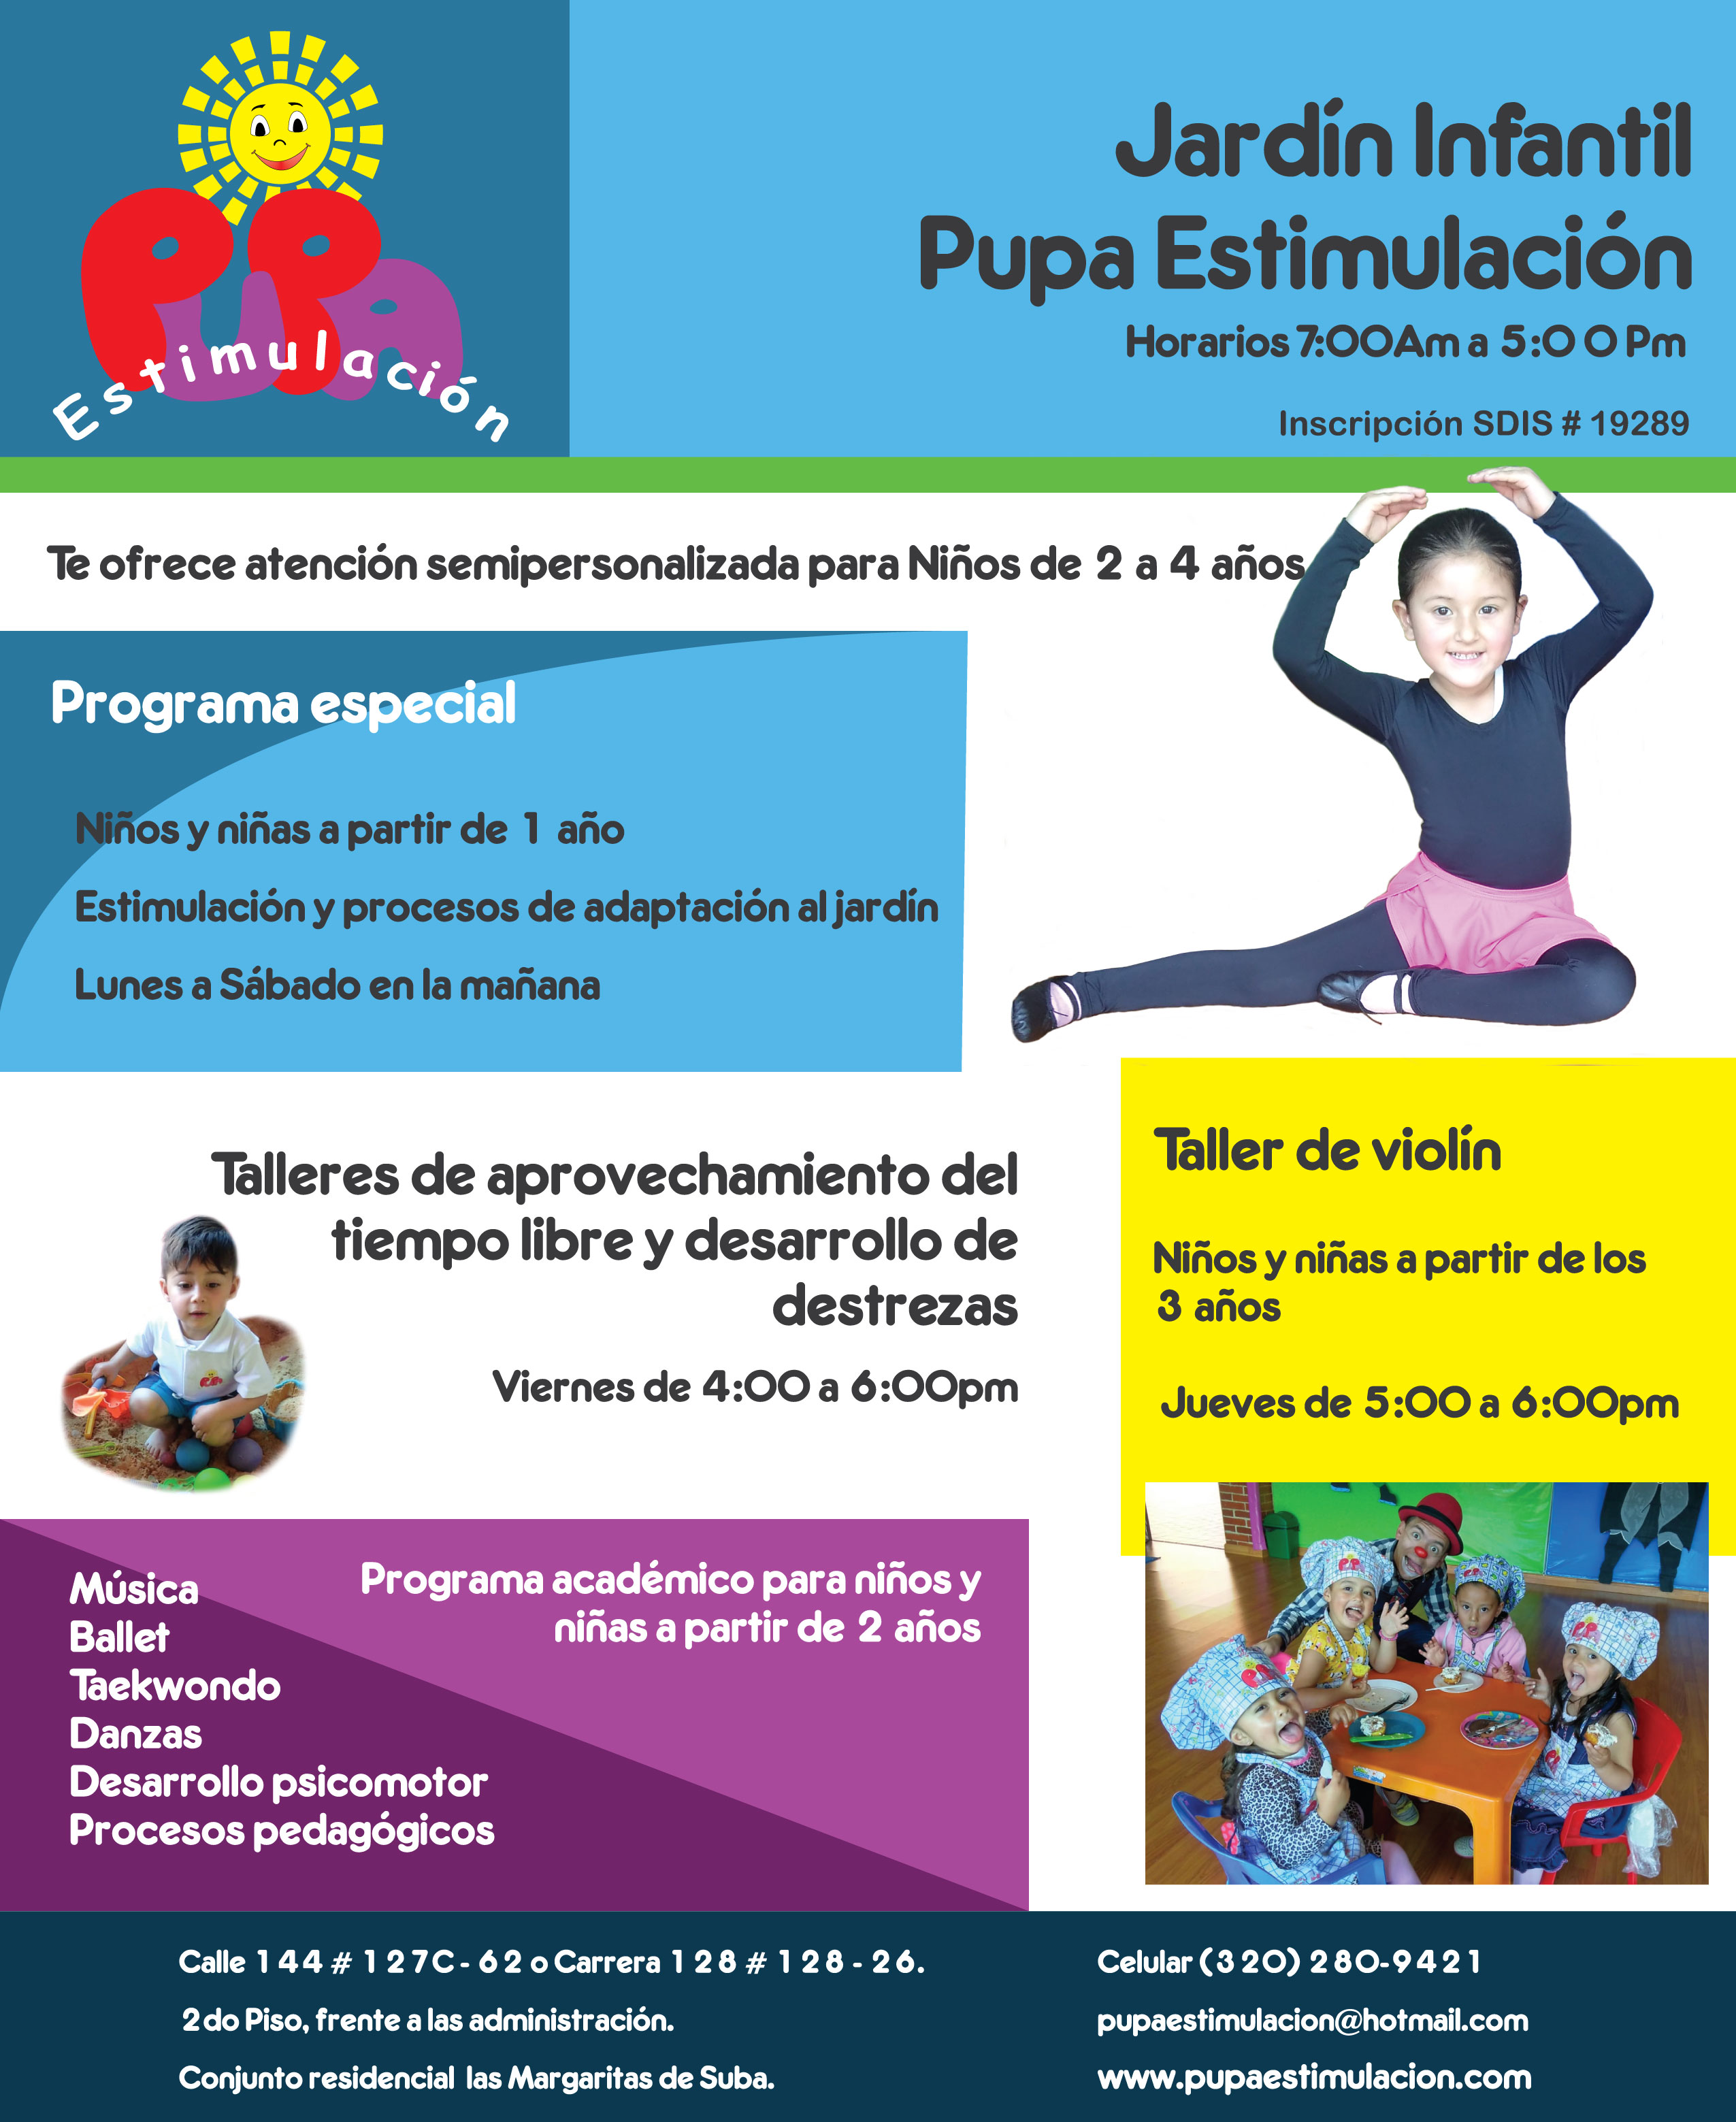 PUPA
Estimulación
Jardín Infantil
Pupa Estimulación
Horarios 7:00Am a 5:00 Pm
Inscripción SDIS # 19289
Te ofrece atención semipersonalizada para Niños de 2 a 4 años
Programa especial
Niños y niñas a partir de 1 año
Estimulación y procesos de adaptación al jardín
Lunes a Sábado en la mañana
Talleres de aprovechamiento del
tiempo libre y desarrollo de
destrezas
Viernes de 4:00 a 6:00pm
Taller de violín
Niños y niñas a partir de los
3 años
Jueves de 5:00 a 6:00pm
Música
Ballet
Taekwondo
Danzas
Desarrollo psicomotor
Procesos pedagógicos
Programa académico para niños y
niñas a partir de 2 años
Calle 144 # 127C - 62 o Carrera 128 # 128 - 26.
2do Piso, frente a las administración.
Conjunto residencial las Margaritas de Suba.
Celular (320) 280-9421
pupaestimulacion@hotmail.com
www.pupaestimulacion.com